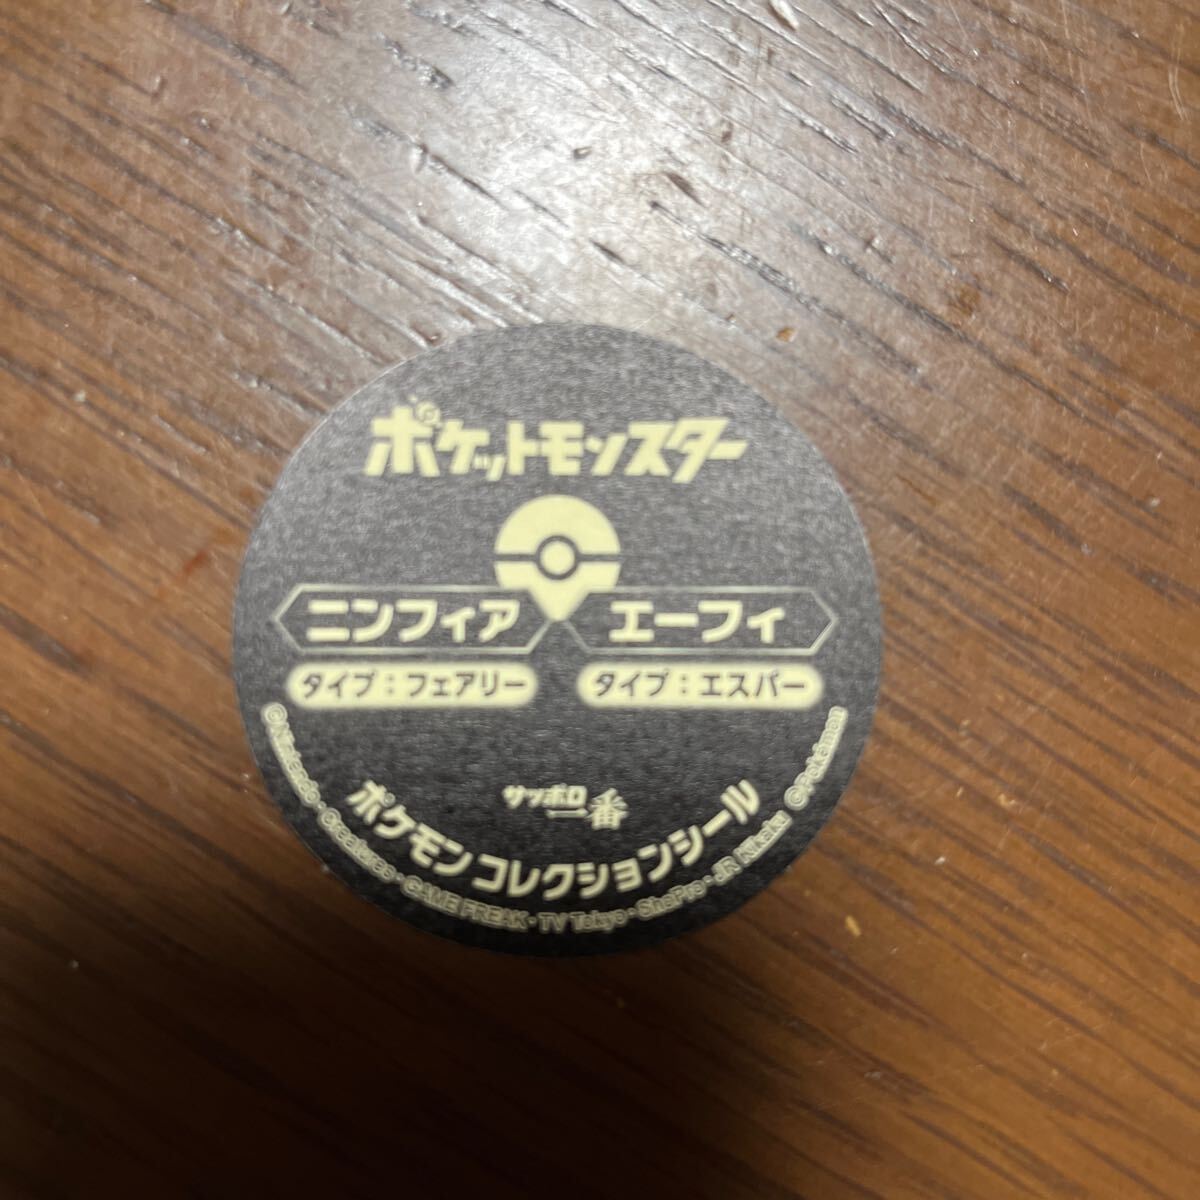 ポケットモンスター
ニンフィア エーフィ
タイプ：フェアリー タイプ：エスパー
サッポロ一番
ポケモンコレクションシール
©Nintendo・Creatures・GAME FREAK・TV Tokyo・ShoPro・JR Kikaku ©Pokémon